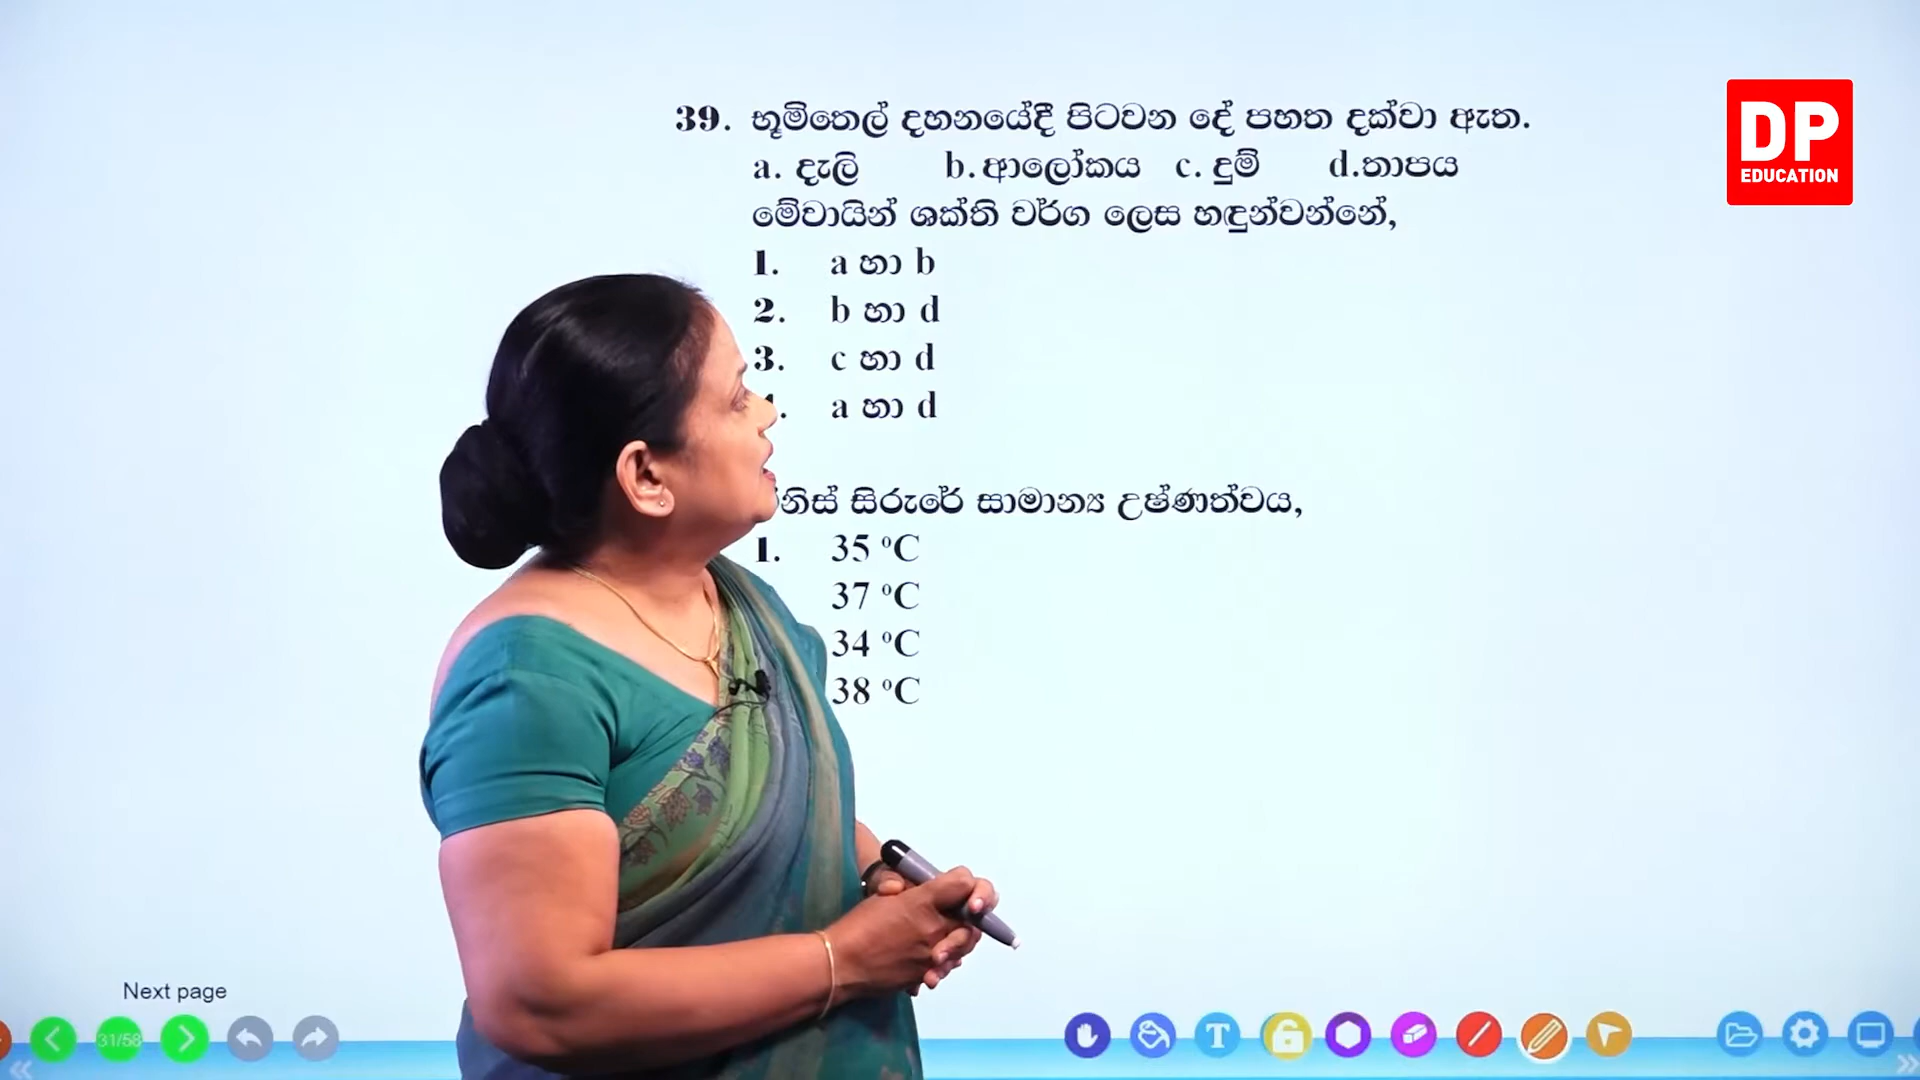 DP
EDUCATION
39. භූමිතෙල් දහනයේදී පිටවන දේ පහත දක්වා ඇත.
a. දැලි b. ආලෝකය c. දුම් d. තාපය
මේවායින් ශක්ති වර්ග ලෙස හඳුන්වන්නේ,
1. a හා b
2. b හා d
3. c හා d
a හා d
සිරුරේ සාමාන්‍ය උෂ්ණත්වය,
1. 35 °C
37 °C
34 °C
38 °C
Next page
31/58
T